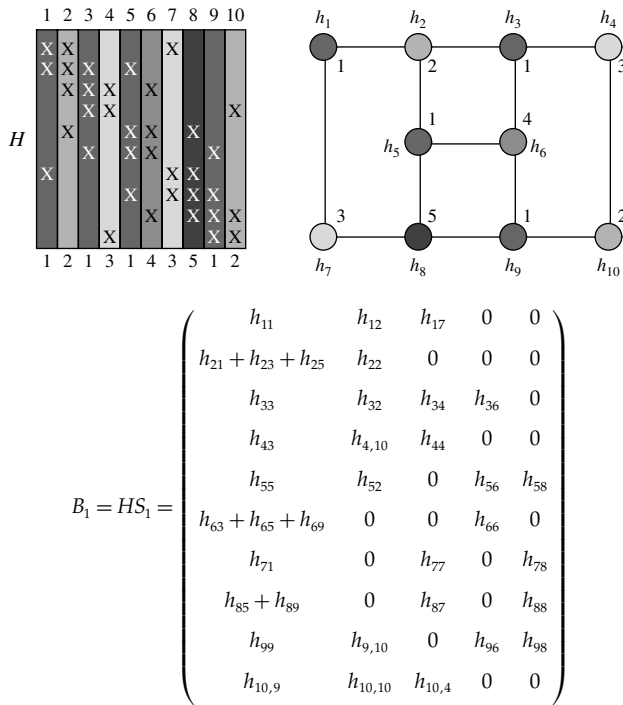 1 2 3 4 5 6 7 8 9 10
X X X
X X X X
X X X X
X X X
X X X X
H
X X X X
X X X
X X X X
X X X X
X X X
1 2 1 3 1 4 3 5 1 2
h₁ h₂ h₃ h₄
1 2 1 3
1 4
h₅ h₆
3 5 1 2
h₇ h₈ h₉ h₁₀
h₁₁ h₁₂ h₁₇ 0 0
h₂₁ + h₂₃ + h₂₅ h₂₂ 0 0 0
h₃₃ h₃₂ h₃₄ h₃₆ 0
h₄₃ h₄,₁₀ h₄₄ 0 0
h₅₅ h₅₂ 0 h₅₆ h₅₈
B₁ = HS₁ =
h₆₃ + h₆₅ + h₆₉ 0 0 h₆₆ 0
h₇₁ 0 h₇₇ 0 h₇₈
h₈₅ + h₈₉ 0 h₈₇ 0 h₈₈
h₉₉ h₉,₁₀ 0 h₉₆ h₉₈
h₁₀,₉ h₁₀,₁₀ h₁₀,₄ 0 0